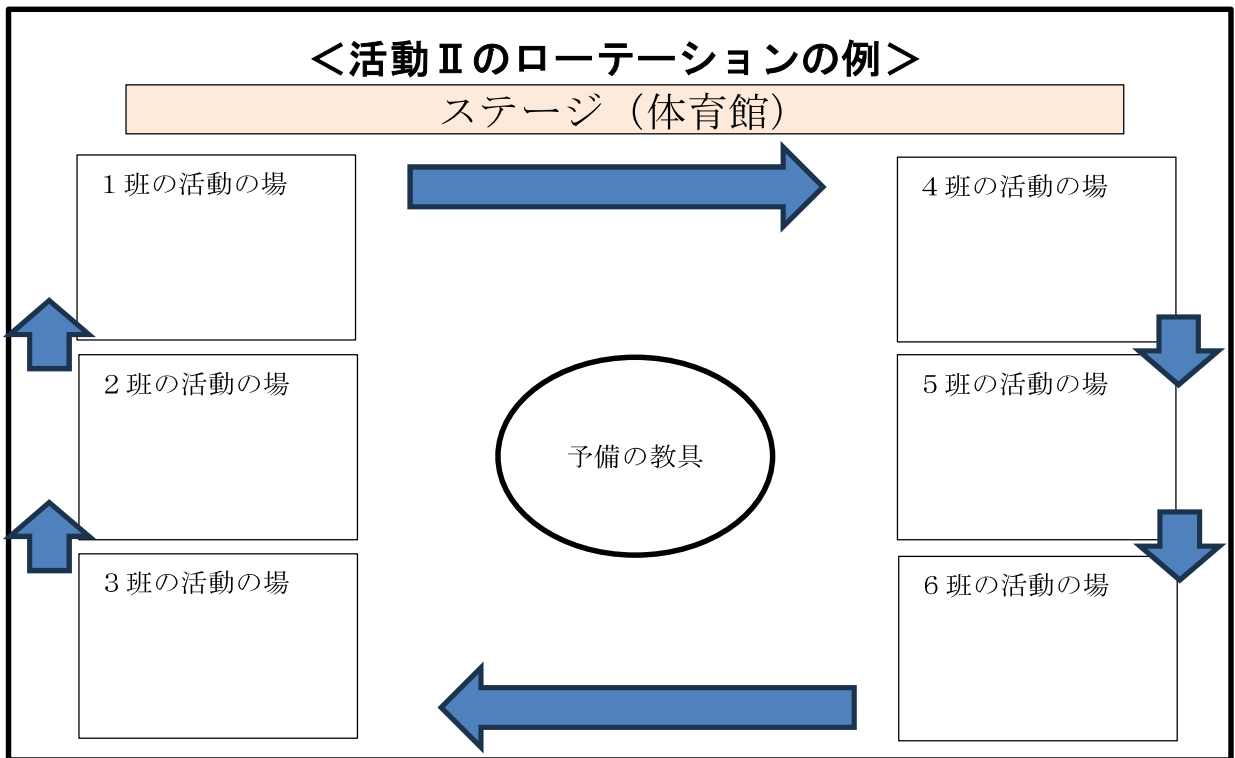 ＜活動Ⅱのローテーションの例＞
ステージ（体育館）
１班の活動の場
４班の活動の場
２班の活動の場
５班の活動の場
予備の教具
３班の活動の場
６班の活動の場